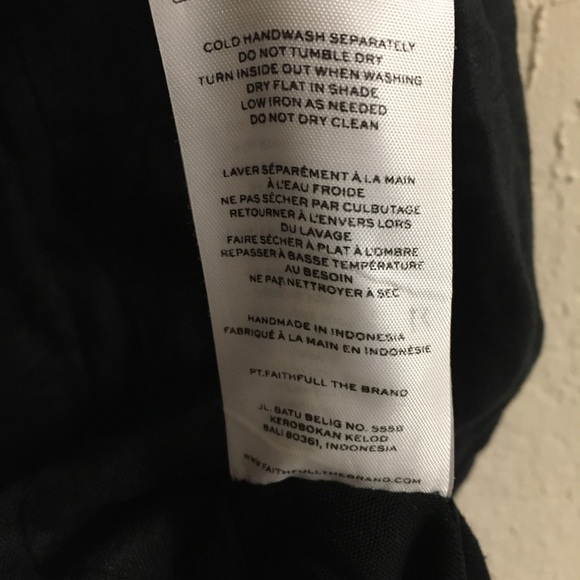 COLD HANDWASH SEPARATELY
DO NOT TUMBLE DRY
TURN INSIDE OUT WHEN WASHING
DRY FLAT IN SHADE
LOW IRON AS NEEDED
DO NOT DRY CLEAN
LAVER SÉPARÉMENT À LA MAIN
À L'EAU FROIDE
NE PAS SÉCHER PAR CULBUTAGE
RETOURNER À L'ENVERS LORS
DU LAVAGE
FAIRE SÉCHER À PLAT À L'OMBRE
REPASSER À BASSE TEMPÉRATURE
AU BESOIN
NE PAS NETTROYER À SEC
HANDMADE IN INDONESIA
FABRIQUÉ À LA MAIN EN INDONÉSIE
PT.FAITHFULL THE BRAND
JL. BATU BELIG NO. 555B
KEROBOKAN KELOD
BALI 80361, INDONESIA
WWW.FAITHFULLTHEBRAND.COM